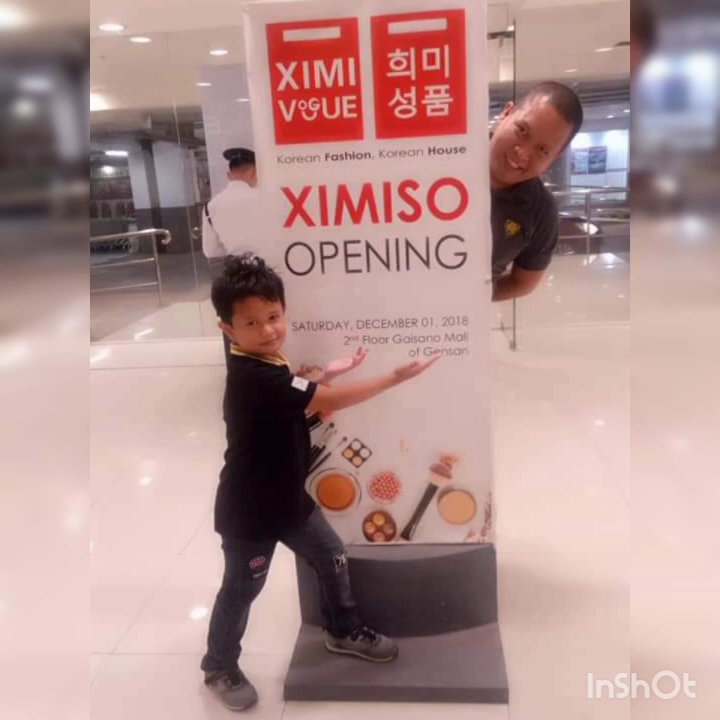 XIMI
VOGUE
희미
성품
Korean Fashion, Korean House
XIMISO
OPENING
SATURDAY, DECEMBER 01, 2018
2nd Floor Gaisano Mall
of Gensan
InShOt